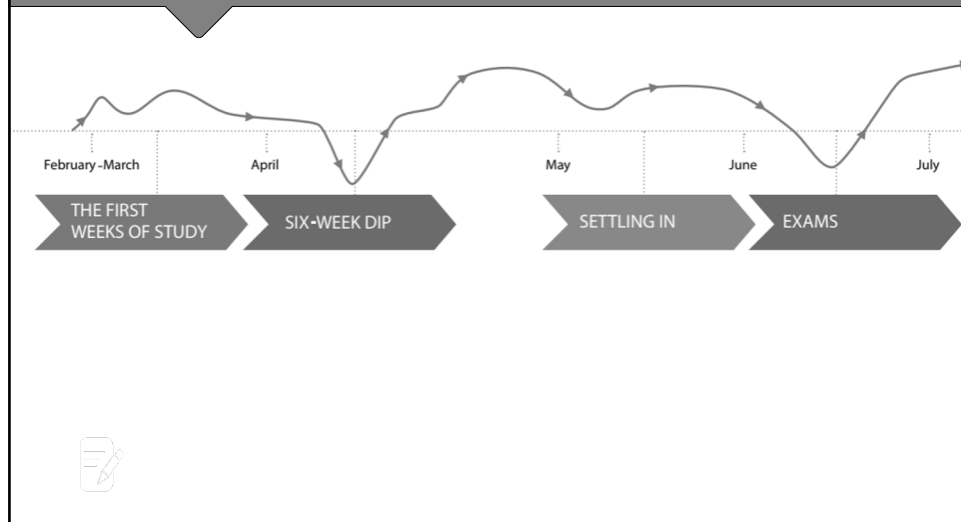 February-March
April
May
June
July
THE FIRST
WEEKS OF STUDY
SIX-WEEK DIP
SETTLING IN
EXAMS